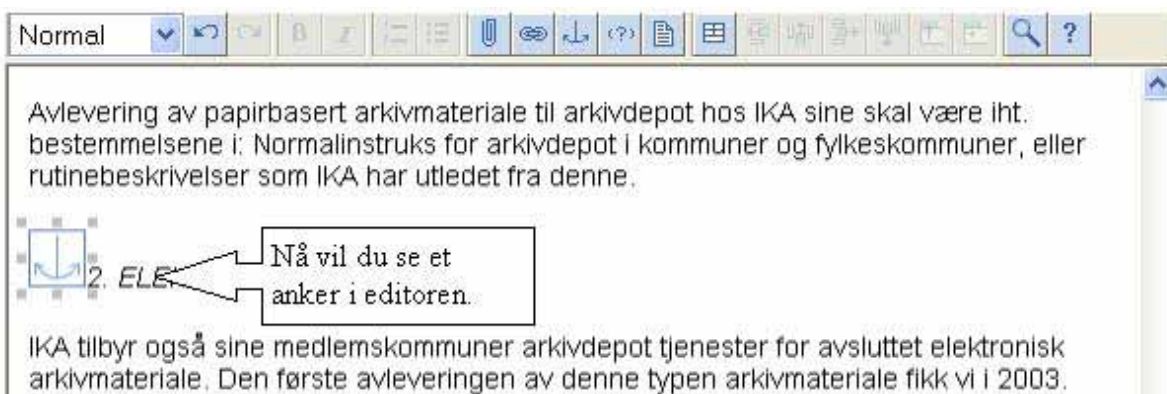 Normal
B I (?) ?
Avlevering av papirbasert arkivmateriale til arkivdepot hos IKA sine skal være iht.
bestemmelsene i: Normalinstruks for arkivdepot i kommuner og fylkeskommuner, eller
rutinebeskrivelser som IKA har utledet fra denne.
2. ELE
Nå vil du se et
anker i editoren.
IKA tilbyr også sine medlemskommuner arkivdepot tjenester for avsluttet elektronisk
arkivmateriale. Den første avleveringen av denne typen arkivmateriale fikk vi i 2003.